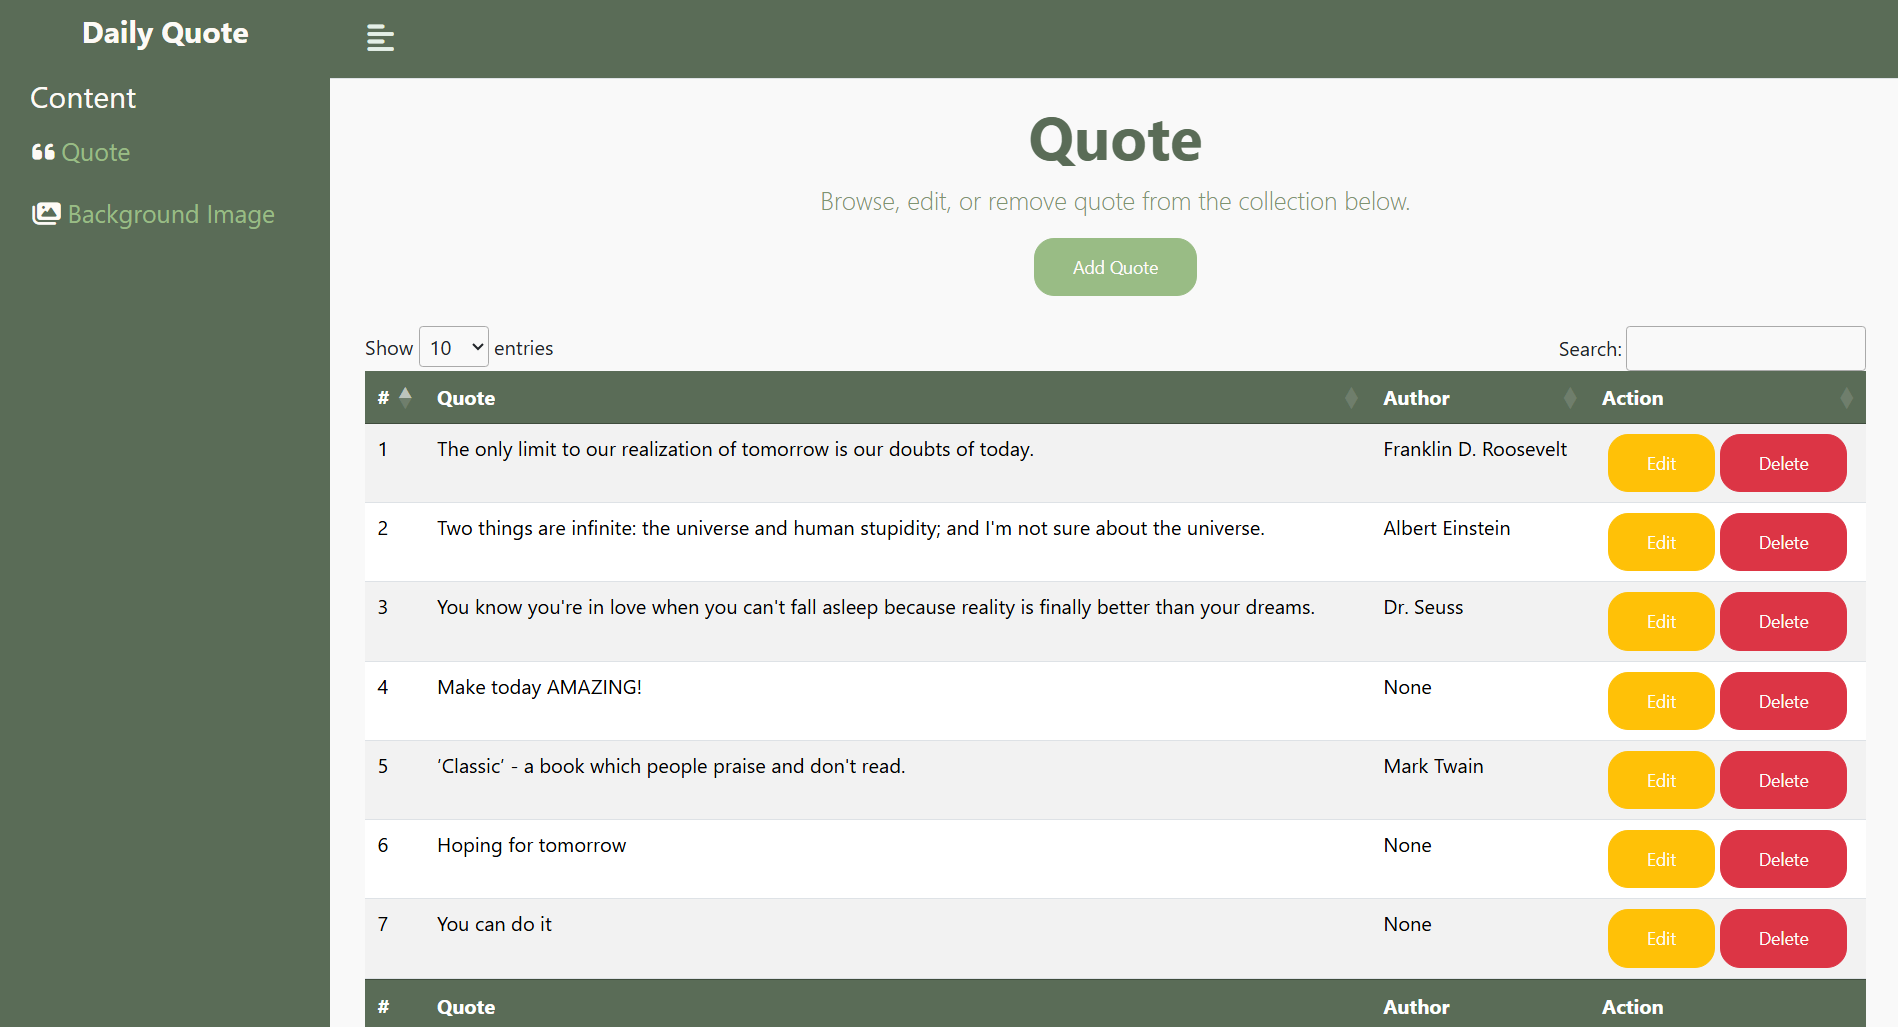 Daily Quote
Content
Quote
Background Image
Quote
Browse, edit, or remove quote from the collection below.
Add Quote
Show 10 entries
Search:
# Quote Author Action
1 The only limit to our realization of tomorrow is our doubts of today. Franklin D. Roosevelt Edit Delete
2 Two things are infinite: the universe and human stupidity; and I'm not sure about the universe. Albert Einstein Edit Delete
3 You know you're in love when you can't fall asleep because reality is finally better than your dreams. Dr. Seuss Edit Delete
4 Make today AMAZING! None Edit Delete
5 ′Classic′ - a book which people praise and don't read. Mark Twain Edit Delete
6 Hoping for tomorrow None Edit Delete
7 You can do it None Edit Delete
# Quote Author Action